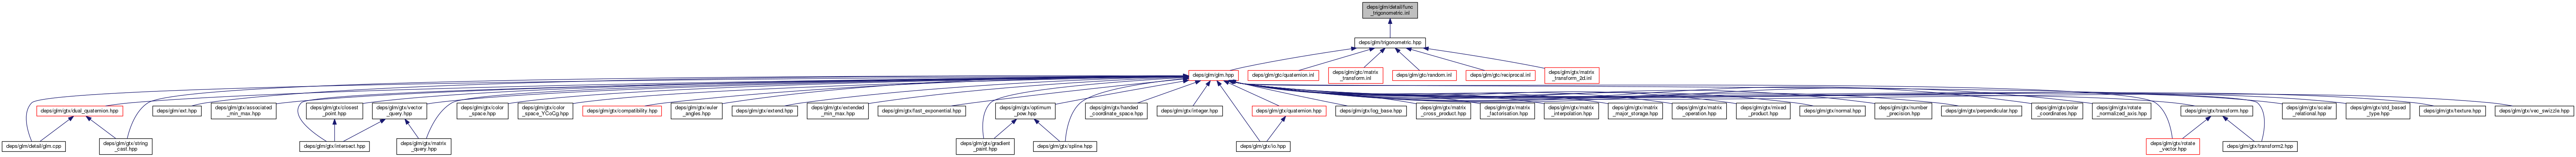 deps/glm/detail/func
_trigonometric.inl
deps/glm/trigonometric.hpp
deps/glm/glm.hpp
deps/glm/gtc/quaternion.inl
deps/glm/gtc/matrix
_transform.inl
deps/glm/gtc/random.inl
deps/glm/gtc/reciprocal.inl
deps/glm/gtx/matrix
_transform_2d.inl
deps/glm/gtx/dual_quaternion.hpp
deps/glm/ext.hpp
deps/glm/gtx/associated
_min_max.hpp
deps/glm/gtx/closest
_point.hpp
deps/glm/gtx/vector
_query.hpp
deps/glm/gtx/color
_space.hpp
deps/glm/gtx/color
_space_YCoCg.hpp
deps/glm/gtx/compatibility.hpp
deps/glm/gtx/euler
_angles.hpp
deps/glm/gtx/extend.hpp
deps/glm/gtx/extended
_min_max.hpp
deps/glm/gtx/fast_exponential.hpp
deps/glm/gtx/optimum
_pow.hpp
deps/glm/gtx/handed
_coordinate_space.hpp
deps/glm/gtx/integer.hpp
deps/glm/gtx/quaternion.hpp
deps/glm/gtx/log_base.hpp
deps/glm/gtx/matrix
_cross_product.hpp
deps/glm/gtx/matrix
_factorisation.hpp
deps/glm/gtx/matrix
_interpolation.hpp
deps/glm/gtx/matrix
_major_storage.hpp
deps/glm/gtx/matrix
_operation.hpp
deps/glm/gtx/mixed
_product.hpp
deps/glm/gtx/normal.hpp
deps/glm/gtx/number
_precision.hpp
deps/glm/gtx/perpendicular.hpp
deps/glm/gtx/polar
_coordinates.hpp
deps/glm/gtx/rotate
_normalized_axis.hpp
deps/glm/gtx/transform.hpp
deps/glm/gtx/scalar
_relational.hpp
deps/glm/gtx/std_based
_type.hpp
deps/glm/gtx/texture.hpp
deps/glm/gtx/vec_swizzle.hpp
deps/glm/detail/glm.cpp
deps/glm/gtx/string
_cast.hpp
deps/glm/gtx/intersect.hpp
deps/glm/gtx/matrix
_query.hpp
deps/glm/gtx/gradient
_paint.hpp
deps/glm/gtx/spline.hpp
deps/glm/gtx/io.hpp
deps/glm/gtx/rotate
_vector.hpp
deps/glm/gtx/transform2.hpp